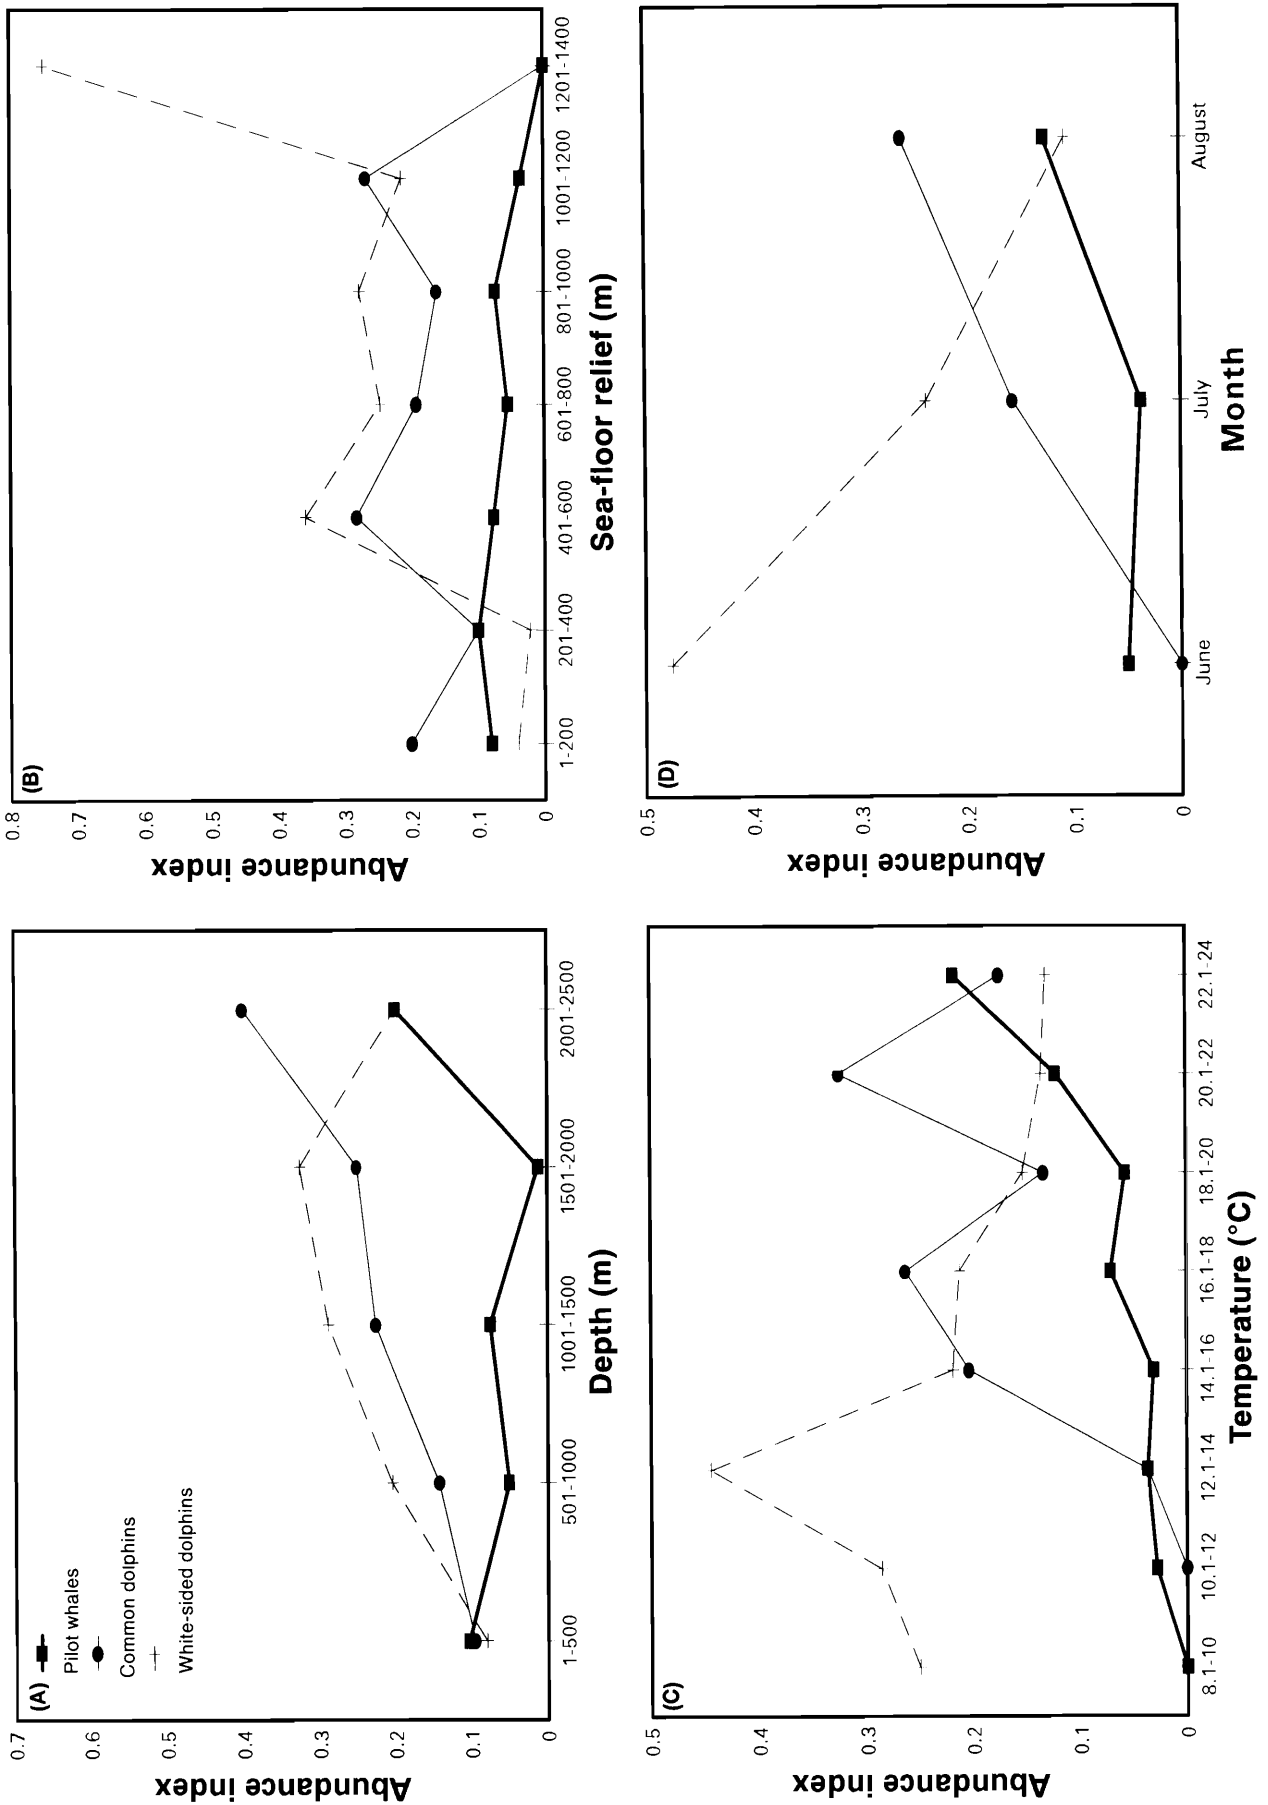 (A)
Pilot whales
Common dolphins
White-sided dolphins
Abundance index
0.7
0.6
0.5
0.4
0.3
0.2
0.1
0
1-500
501-1000
1001-1500
1501-2000
2001-2500
Depth (m)
(B)
Abundance index
0.8
0.7
0.6
0.5
0.4
0.3
0.2
0.1
0
1-200
201-400
401-600
601-800
801-1000
1001-1200
1201-1400
Sea-floor relief (m)
(C)
Abundance index
0.5
0.4
0.3
0.2
0.1
0
8.1-10
10.1-12
12.1-14
14.1-16
16.1-18
18.1-20
20.1-22
22.1-24
Temperature (°C)
(D)
Abundance index
0.5
0.4
0.3
0.2
0.1
0
June
July
August
Month